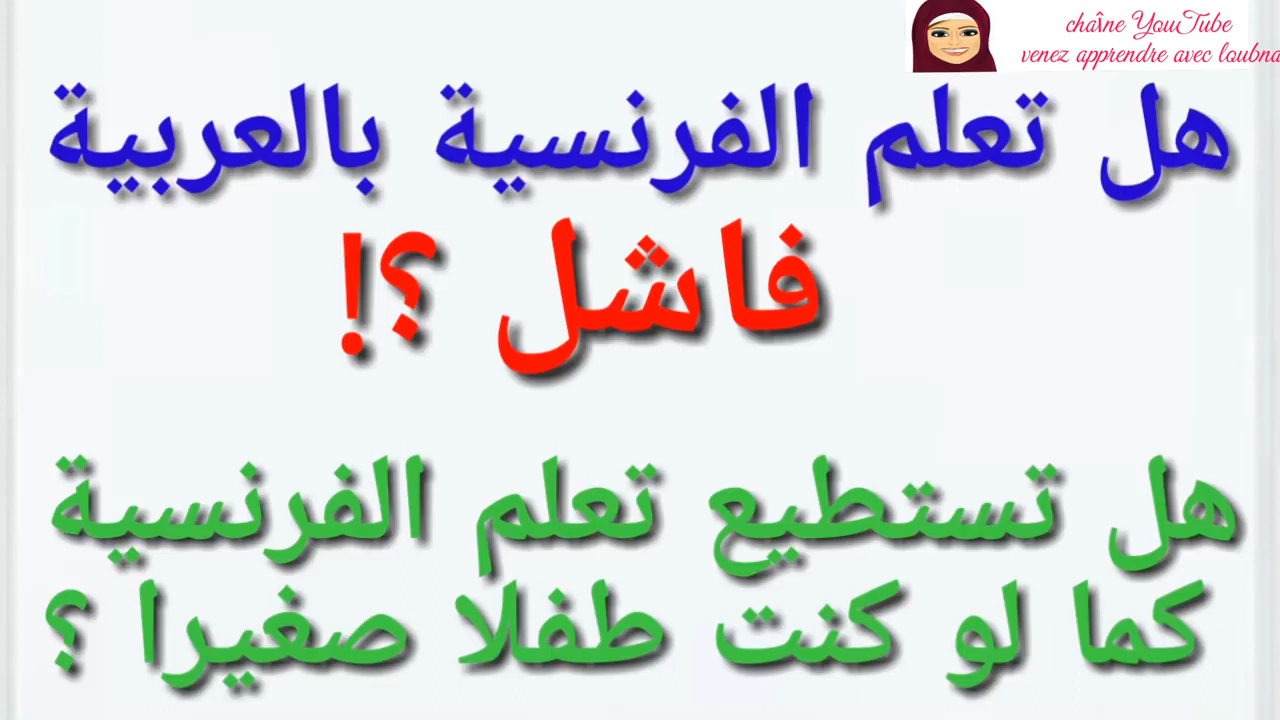 chaîne YouTube
venez apprendre avec loubna
هل تعلم الفرنسية بالعربية
فاشل ؟!
هل تستطيع تعلم الفرنسية
كما لو كنت طفلا صغيرا ؟